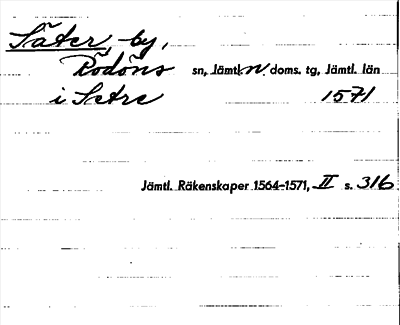 Säter, by,
Rödöns sn, Jämtl. n. doms. tg, Jämtl. län
i Setre 1571
Jämtl. Räkenskaper 1564-1571, II s. 316